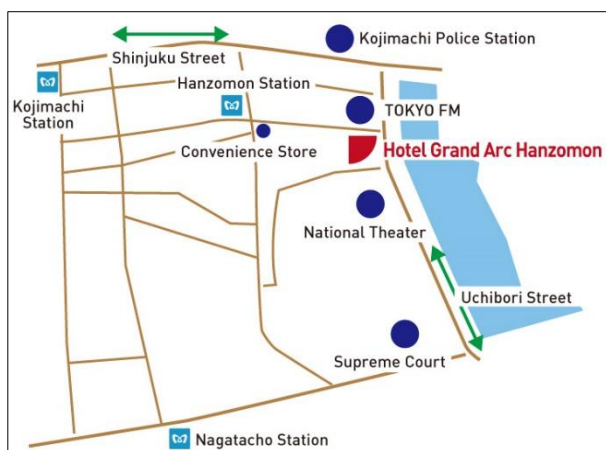 Kojimachi Police Station
Shinjuku Street
Hanzomon Station
Kojimachi
Station
TOKYO FM
Convenience Store
Hotel Grand Arc Hanzomon
National Theater
Uchibori Street
Supreme Court
Nagatacho Station